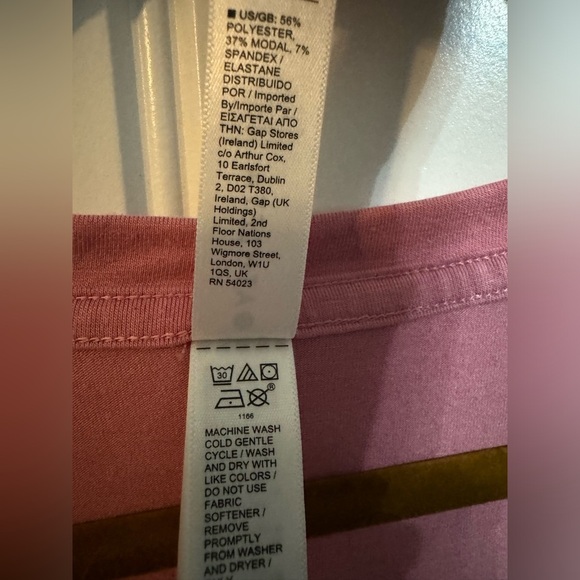 ■ US/GB: 56%
POLYESTER,
37% MODAL, 7%
SPANDEX /
ELASTANE
DISTRIBUIDO
POR / Imported
By/Importe Par /
ΕΙΣΑΓΕΤΑΙ ΑΠΟ
ΤΗΝ: Gap Stores
(Ireland) Limited
c/o Arthur Cox,
10 Earlsfort
Terrace, Dublin
2, D02 T380,
Ireland, Gap (UK
Holdings)
Limited, 2nd
Floor Nations
House, 103
Wigmore Street,
London, W1U
1QS, UK
RN 54023
30
R
1166
MACHINE WASH
COLD GENTLE
CYCLE / WASH
AND DRY WITH
LIKE COLORS /
DO NOT USE
FABRIC
SOFTENER /
REMOVE
PROMPTLY
FROM WASHER
AND DRYER /